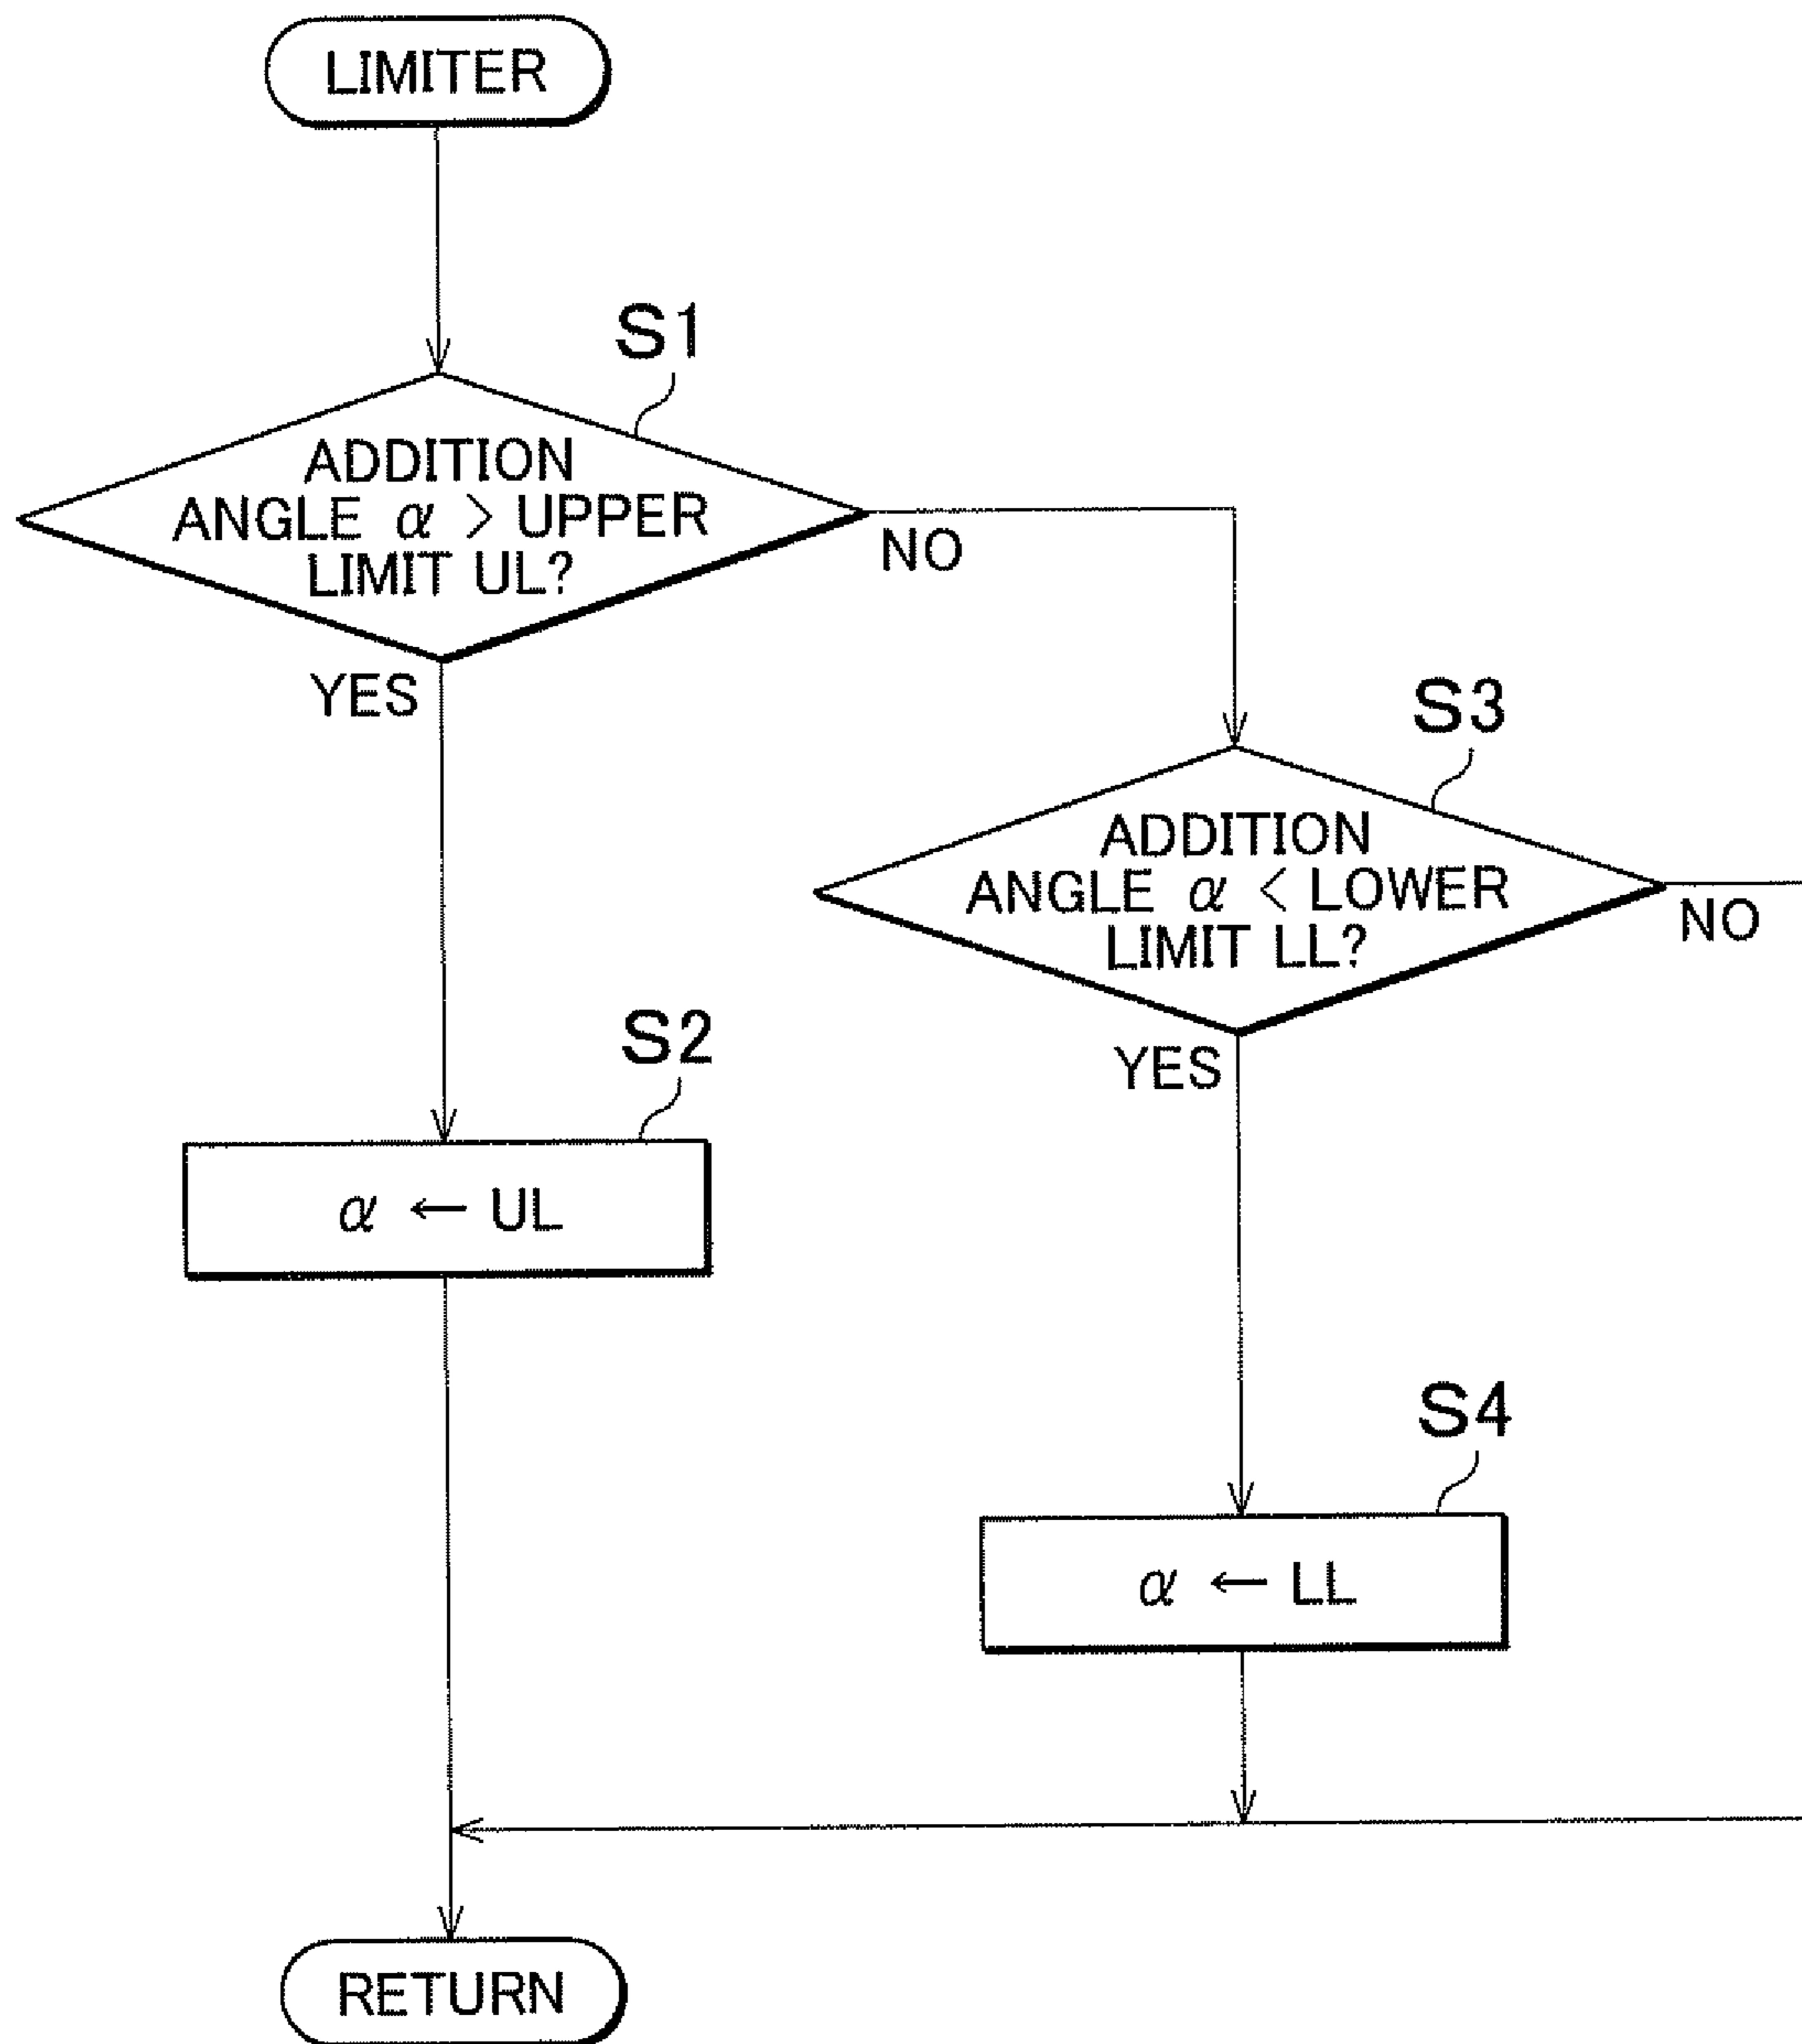 LIMITER
S1
ADDITION
ANGLE α > UPPER
LIMIT UL?
NO
YES
S3
ADDITION
ANGLE α < LOWER
LIMIT LL?
NO
YES
S2
α ← UL
S4
α ← LL
RETURN